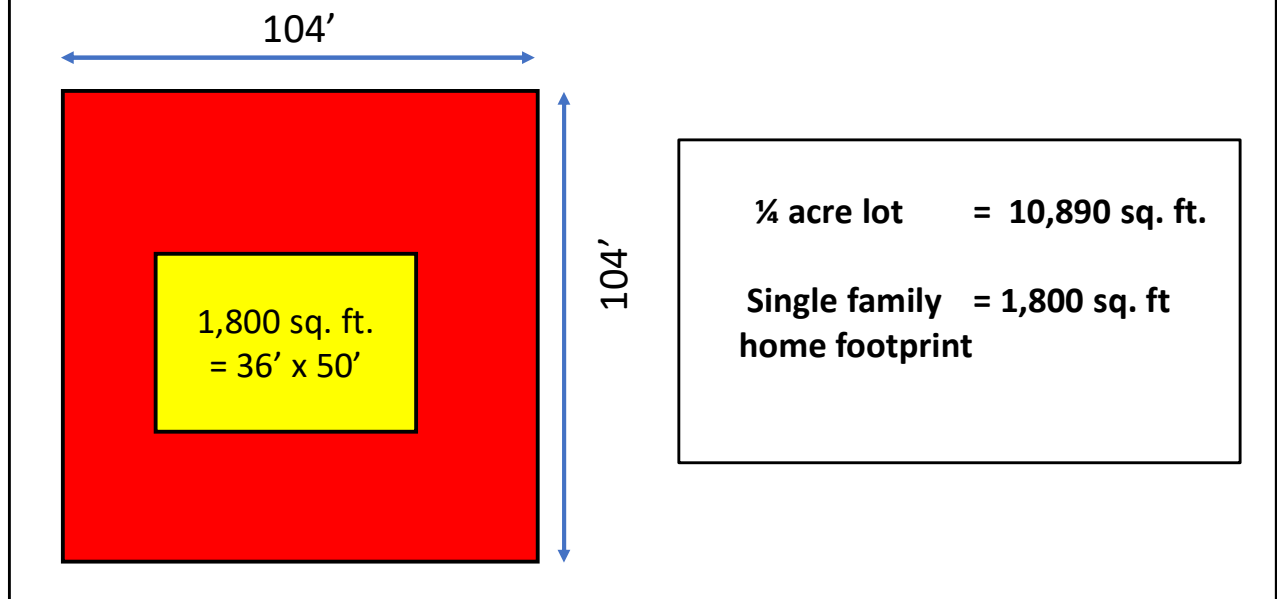 104’
104’
1,800 sq. ft.
= 36’ x 50’
¼ acre lot = 10,890 sq. ft.
Single family = 1,800 sq. ft
home footprint